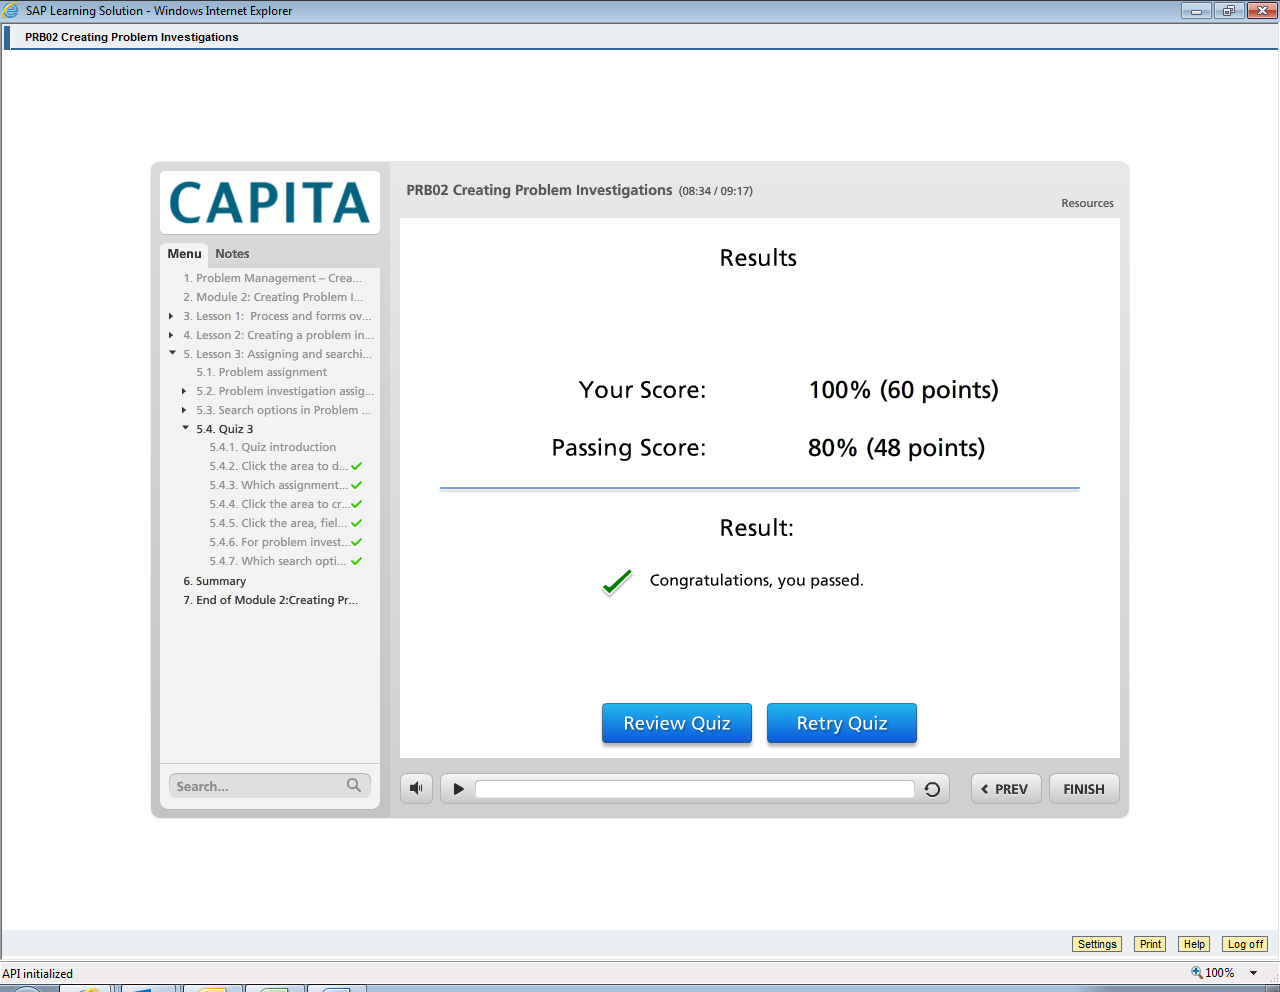 SAP Learning Solution - Windows Internet Explorer
PRB02 Creating Problem Investigations
CAPITA
PRB02 Creating Problem Investigations (08:34 / 09:17)
Resources
Menu
Notes
1. Problem Management – Crea...
2. Module 2: Creating Problem I...
3. Lesson 1: Process and forms ov...
4. Lesson 2: Creating a problem in...
5. Lesson 3: Assigning and searchi...
5.1. Problem assignment
5.2. Problem investigation assig...
5.3. Search options in Problem ...
5.4. Quiz 3
5.4.1. Quiz introduction
5.4.2. Click the area to d...
5.4.3. Which assignment...
5.4.4. Click the area to cr...
5.4.5. Click the area, fiel...
5.4.6. For problem invest...
5.4.7. Which search opti...
6. Summary
7. End of Module 2:Creating Pr...
Search...
Results
Your Score: 100% (60 points)
Passing Score: 80% (48 points)
Result:
Congratulations, you passed.
Review Quiz
Retry Quiz
PREV
FINISH
Settings
Print
Help
Log off
API initialized
100%